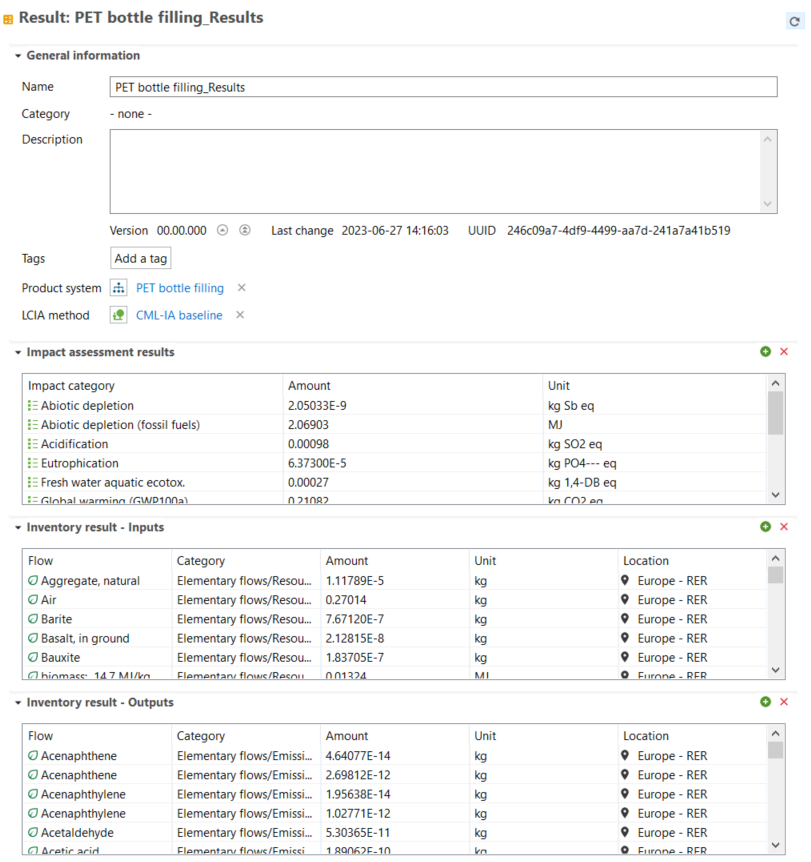 Result: PET bottle filling_Results
General information
Name PET bottle filling_Results
Category - none -
Description
Version 00.00.000 Last change 2023-06-27 14:16:03 UUID 246c09a7-4df9-4499-aa7d-241a7a41b519
Tags Add a tag
Product system PET bottle filling
LCIA method CML-IA baseline
Impact assessment results
Impact category Amount Unit
Abiotic depletion 2.05033E-9 kg Sb eq
Abiotic depletion (fossil fuels) 2.06903 MJ
Acidification 0.00098 kg SO2 eq
Eutrophication 6.37300E-5 kg PO4--- eq
Fresh water aquatic ecotox. 0.00027 kg 1,4-DB eq
Global warming (GWP100a) 0.21082 kg CO2 eq
Inventory result - Inputs
Flow Category Amount Unit Location
Aggregate, natural Elementary flows/Resou... 1.11789E-5 kg Europe - RER
Air Elementary flows/Resou... 0.27014 kg Europe - RER
Barite Elementary flows/Resou... 7.67120E-7 kg Europe - RER
Basalt, in ground Elementary flows/Resou... 2.12815E-8 kg Europe - RER
Bauxite Elementary flows/Resou... 1.83705E-7 kg Europe - RER
biomass; 14.7 MJ/kg Elementary flows/Resou... 0.01324 MJ Europe - RER
Inventory result - Outputs
Flow Category Amount Unit Location
Acenaphthene Elementary flows/Emissi... 4.64077E-14 kg Europe - RER
Acenaphthene Elementary flows/Emissi... 2.69812E-12 kg Europe - RER
Acenaphthylene Elementary flows/Emissi... 1.95638E-14 kg Europe - RER
Acenaphthylene Elementary flows/Emissi... 1.02771E-12 kg Europe - RER
Acetaldehyde Elementary flows/Emissi... 5.30365E-11 kg Europe - RER
Acetic acid Elementary flows/Emissi... 1.89062E-10 kg Europe - RER